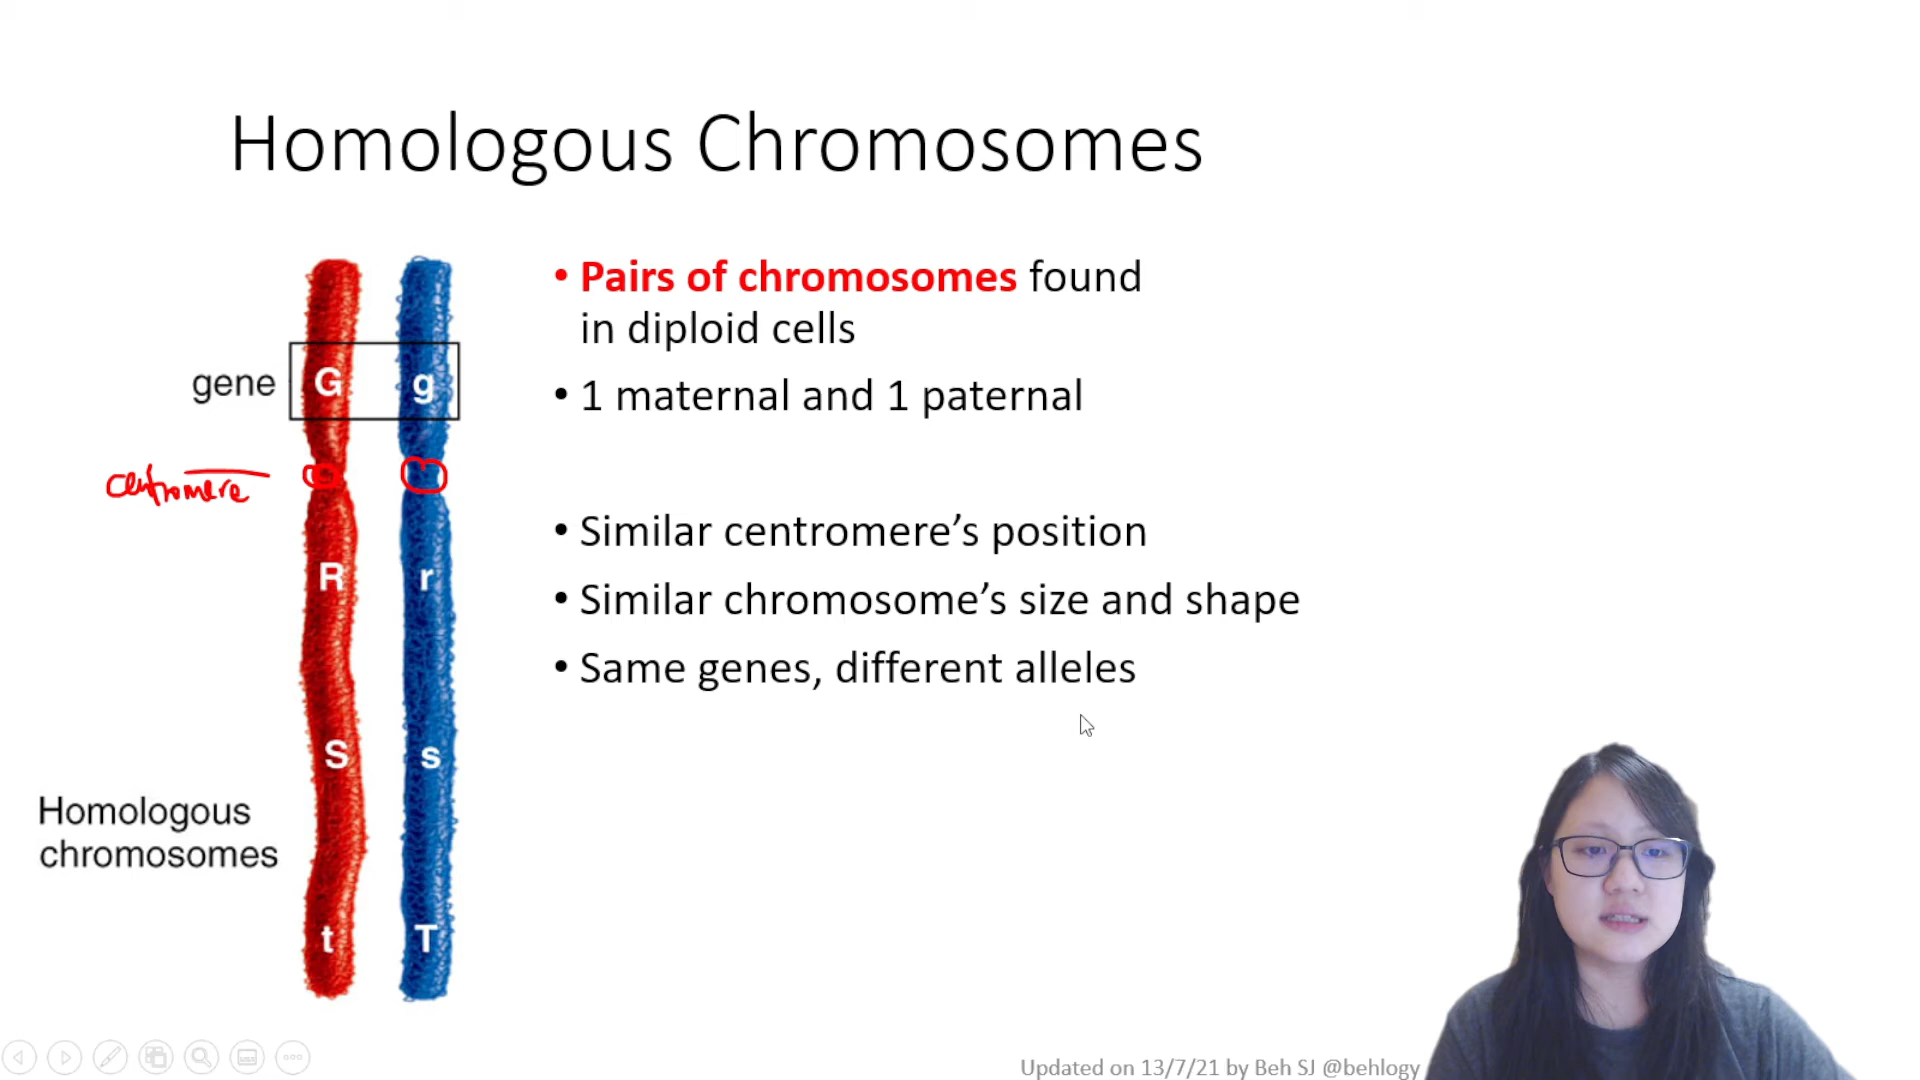 Homologous Chromosomes
• Pairs of chromosomes found
in diploid cells
• 1 maternal and 1 paternal
• Similar centromere’s position
• Similar chromosome’s size and shape
• Same genes, different alleles
gene
G g
centromere
R r
S s
Homologous
chromosomes
t T
Updated on 13/7/21 by Beh SJ @behlogy